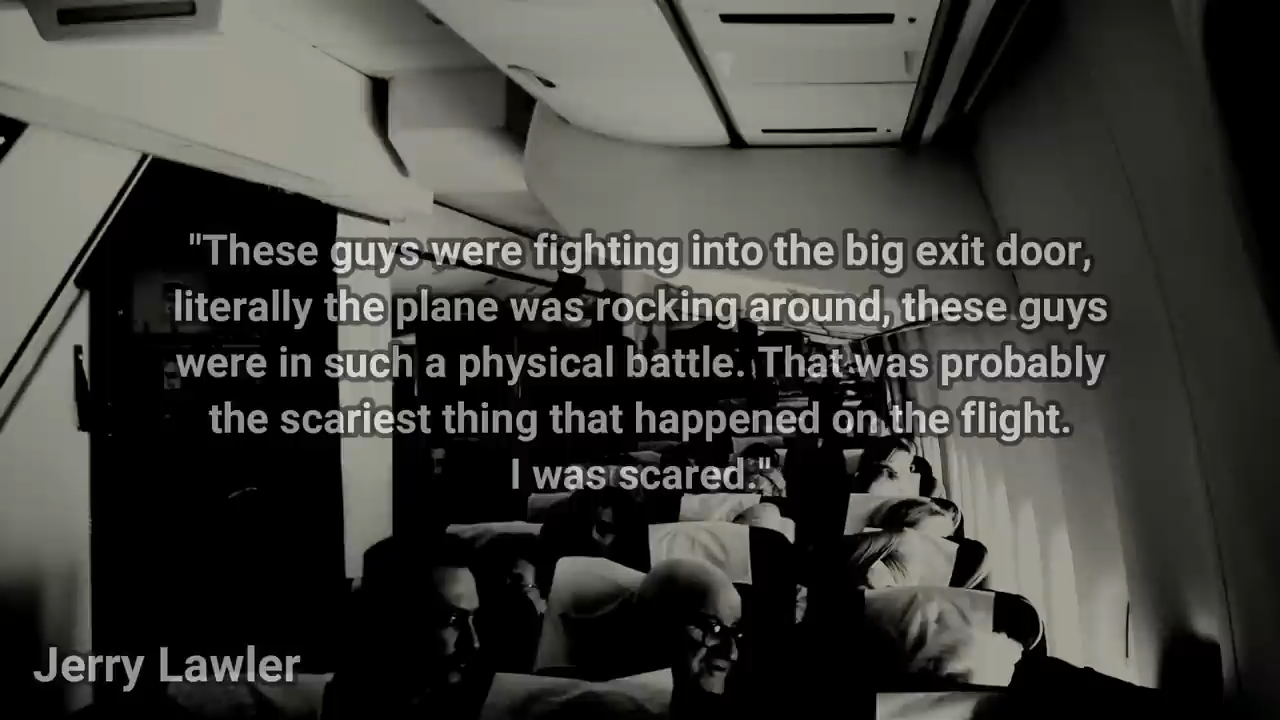 "These guys were fighting into the big exit door,
literally the plane was rocking around, these guys
were in such a physical battle. That was probably
the scariest thing that happened on the flight.
I was scared."
Jerry Lawler